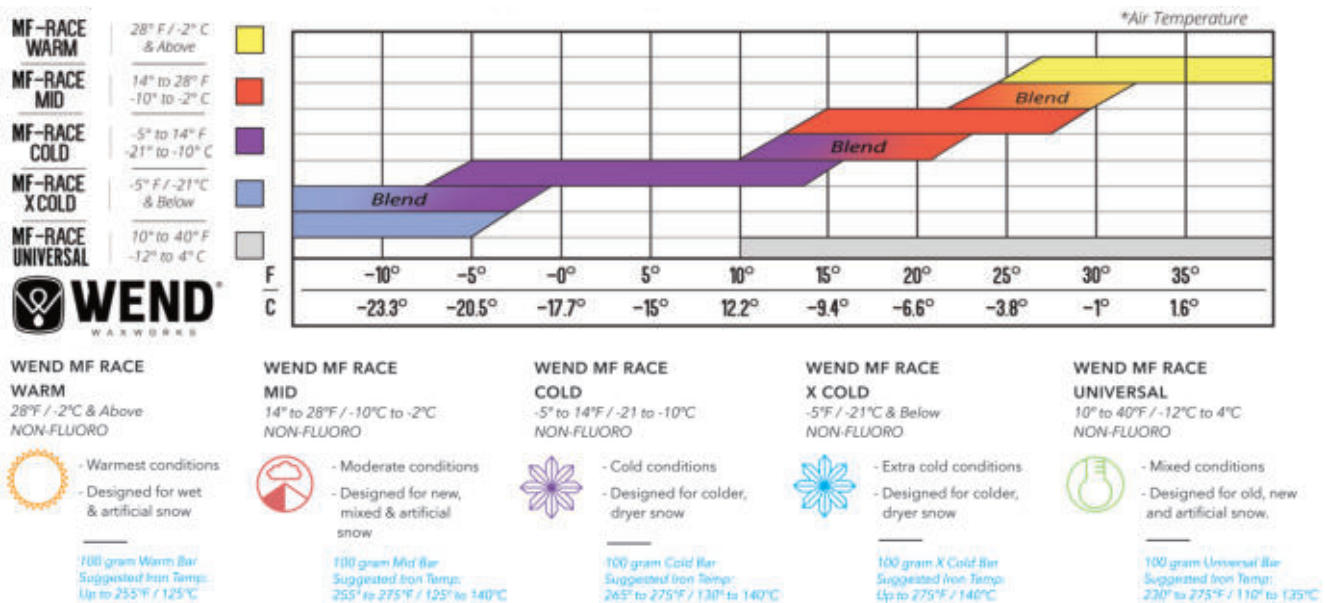 *Air Temperature
MF-RACE
WARM
28° F / -2° C
& Above
MF-RACE
MID
14° to 28° F
-10° to -2° C
MF-RACE
COLD
-5° to 14° F
-21° to -10° C
MF-RACE
X COLD
-5° F / -21°C
& Below
MF-RACE
UNIVERSAL
10° to 40° F
-12° to 4° C
Blend
Blend
Blend
F -10° -5° -0° 5° 10° 15° 20° 25° 30° 35°
C -23.3° -20.5° -17.7° -15° 12.2° -9.4° -6.6° -3.8° -1° 1.6°
WEND®
WAXWORKS
WEND MF RACE
WARM
28°F / -2°C & Above
NON-FLUORO
- Warmest conditions
- Designed for wet
& artificial snow
100 gram Warm Bar
Suggested Iron Temp:
Up to 255°F / 125°C
WEND MF RACE
MID
14° to 28°F / -10°C to -2°C
NON-FLUORO
- Moderate conditions
- Designed for new,
mixed & artificial
snow
100 gram Mid Bar
Suggested Iron Temp:
255° to 275°F / 125° to 140°C
WEND MF RACE
COLD
-5° to 14°F / -21 to -10°C
NON-FLUORO
- Cold conditions
- Designed for colder,
dryer snow
100 gram Cold Bar
Suggested Iron Temp:
265° to 275°F / 130° to 140°C
WEND MF RACE
X COLD
-5°F / -21°C & Below
NON-FLUORO
- Extra cold conditions
- Designed for colder,
dryer snow
100 gram X Cold Bar
Suggested Iron Temp:
Up to 275°F / 140°C
WEND MF RACE
UNIVERSAL
10° to 40°F / -12°C to 4°C
NON-FLUORO
- Mixed conditions
- Designed for old, new
and artificial snow.
100 gram Universal Bar
Suggested Iron Temp:
230° to 275°F / 110° to 135°C